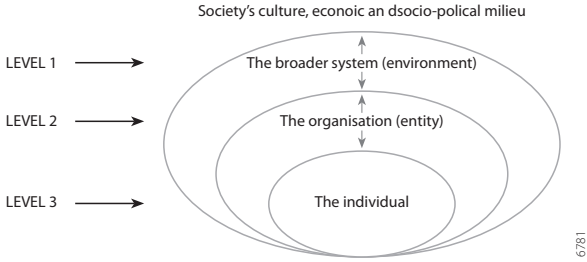 Society's culture, econoic an dsocio-polical milieu
LEVEL 1
The broader system (environment)
LEVEL 2
The organisation (entity)
LEVEL 3
The individual
6781